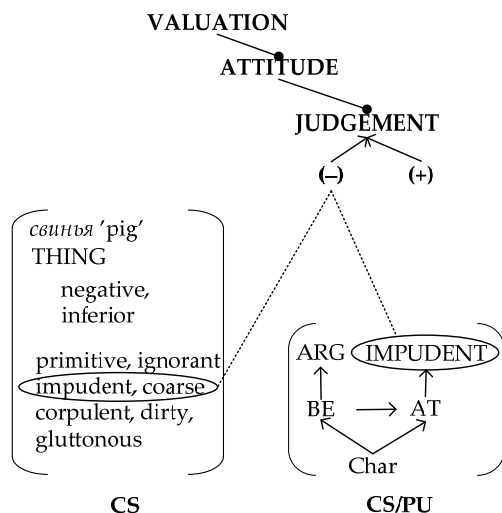 VALUATION
ATTITUDE
JUDGEMENT
(–) (+)
свинья 'pig'
THING
negative,
inferior
primitive, ignorant
impudent, coarse
corpulent, dirty,
gluttonous
CS
ARG IMPUDENT
BE AT
Char
CS/PU